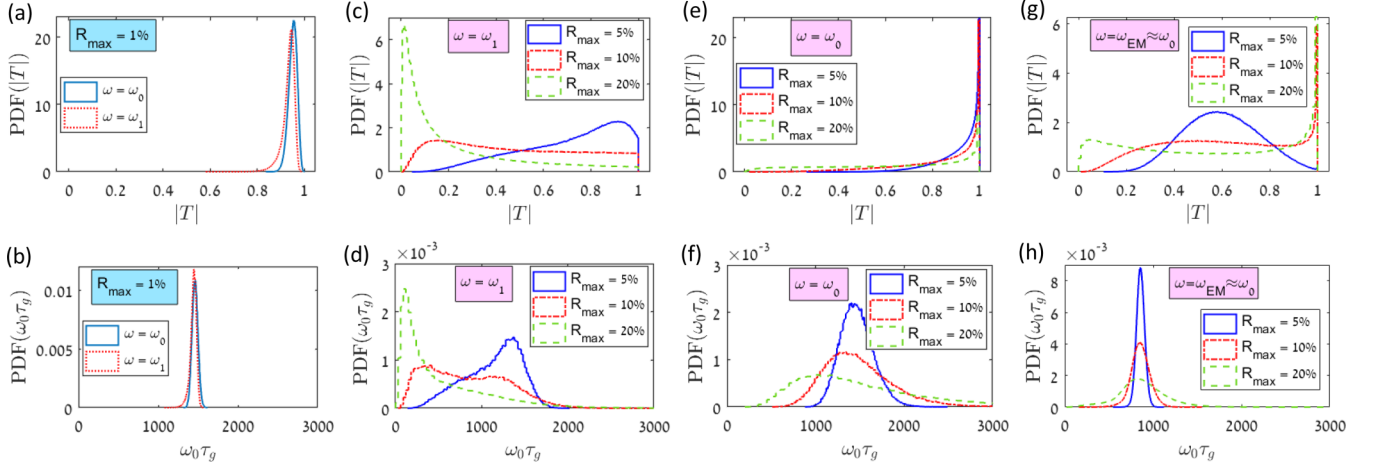 (a)
R_max = 1%
ω = ω_0
ω = ω_1
PDF(|T|)
0
10
20
0
0.2
0.4
0.6
0.8
1
|T|
(c)
ω = ω_1
R_max = 5%
R_max = 10%
R_max = 20%
PDF(|T|)
0
2
4
6
0
0.2
0.4
0.6
0.8
1
|T|
(e)
ω = ω_0
R_max = 5%
R_max = 10%
R_max = 20%
PDF(|T|)
0
10
20
0
0.2
0.4
0.6
0.8
1
|T|
(g)
ω=ω_EM≈ω_0
R_max = 5%
R_max = 10%
R_max = 20%
PDF(|T|)
0
2
4
6
0
0.2
0.4
0.6
0.8
1
|T|
(b)
R_max = 1%
ω = ω_0
ω = ω_1
PDF(ω_0τ_g)
0
0.005
0.01
0
1000
2000
3000
ω_0τ_g
(d)
×10^-3
ω = ω_1
R_max = 5%
R_max = 10%
R_max = 20%
PDF(ω_0τ_g)
0
1
2
3
0
1000
2000
3000
ω_0τ_g
(f)
×10^-3
ω = ω_0
R_max = 5%
R_max = 10%
R_max = 20%
PDF(ω_0τ_g)
0
1
2
3
0
1000
2000
3000
ω_0τ_g
(h)
×10^-3
ω=ω_EM≈ω_0
R_max = 5%
R_max = 10%
R_max = 20%
PDF(ω_0τ_g)
0
2
4
6
8
0
1000
2000
3000
ω_0τ_g